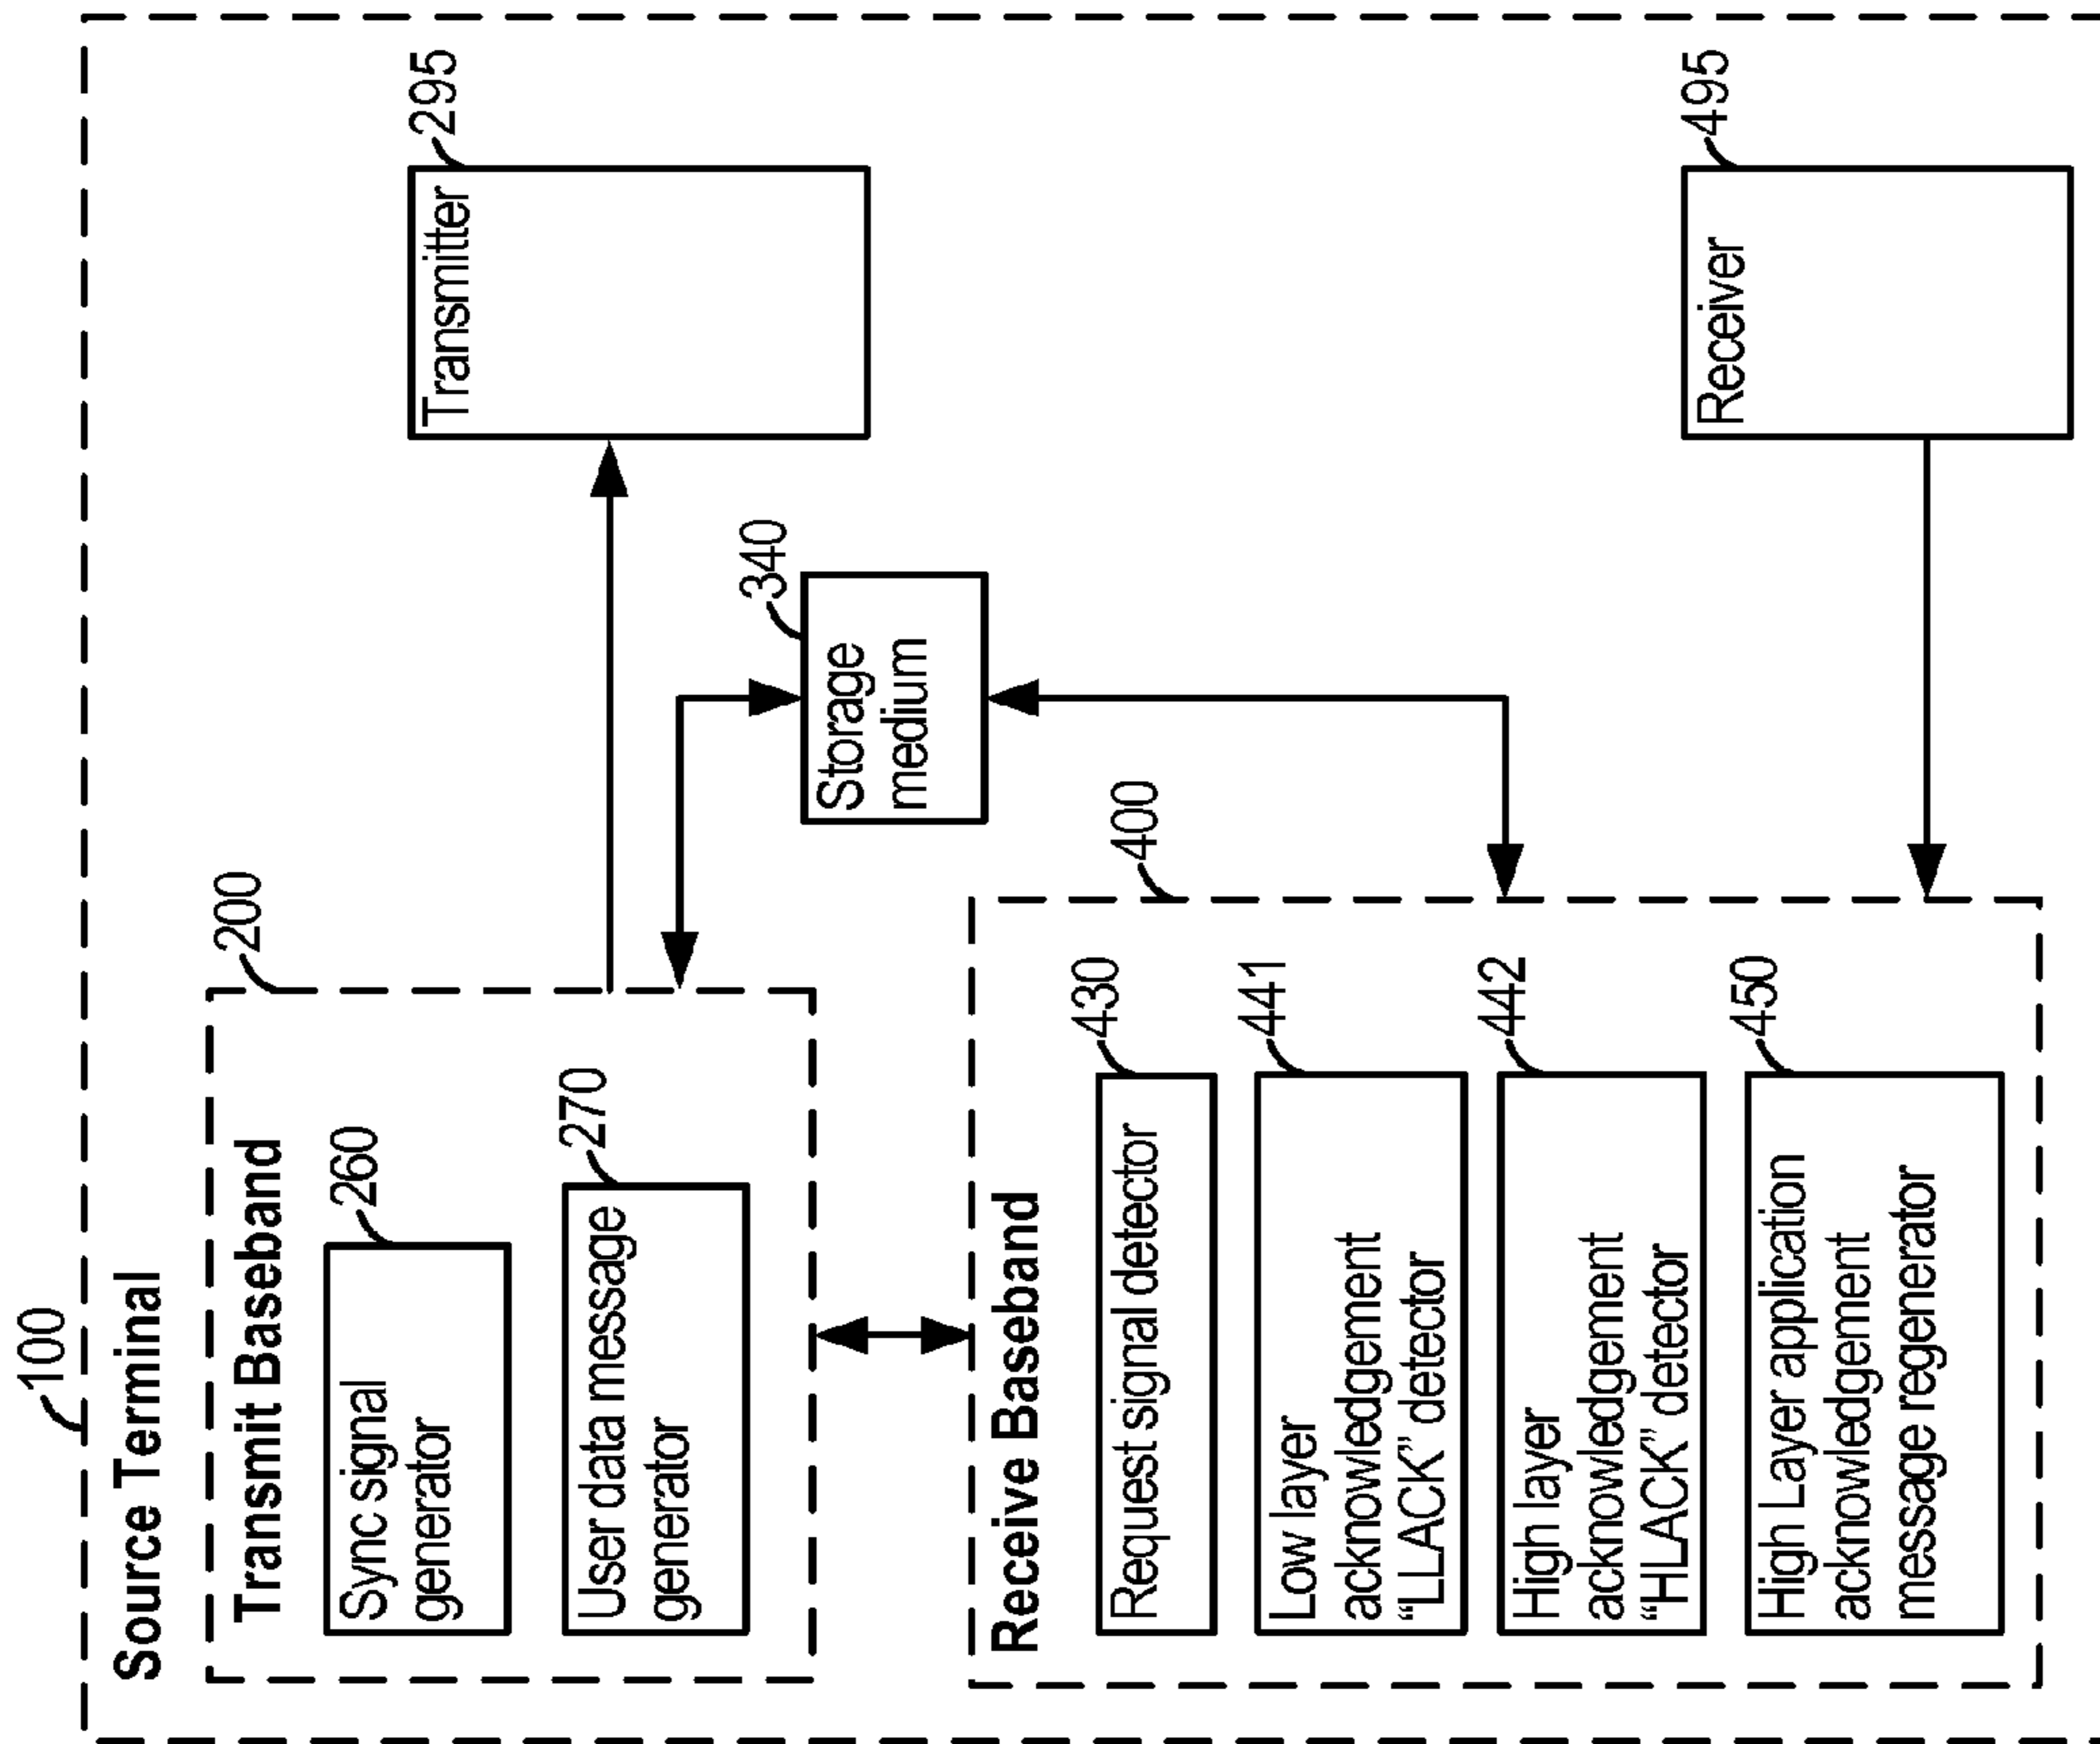 100
Source Terminal
200
Transmit Baseband
260
Sync signal
generator
270
User data message
generator
295
Transmitter
340
Storage
medium
400
Receive Baseband
430
Request signal detector
441
Low layer
acknowledgement
“LLACK” detector
442
High layer
acknowledgement
“HLACK” detector
450
High Layer application
acknowledgement
message regenerator
495
Receiver